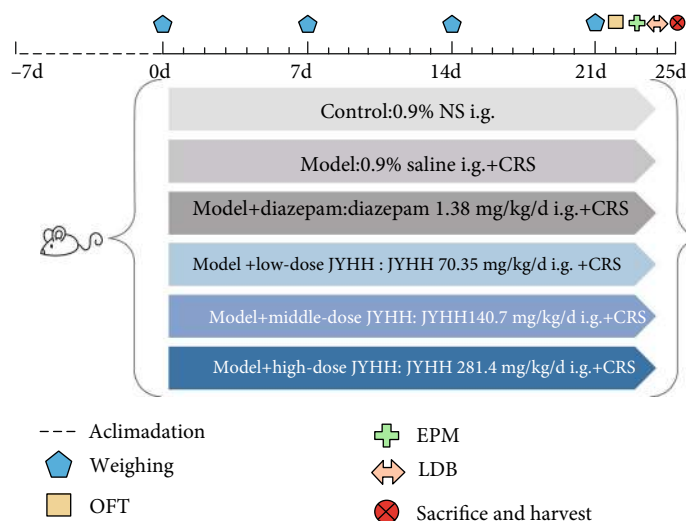 −7d 0d 7d 14d 21d 25d
Control:0.9% NS i.g.
Model:0.9% saline i.g.+CRS
Model+diazepam:diazepam 1.38 mg/kg/d i.g.+CRS
Model +low-dose JYHH : JYHH 70.35 mg/kg/d i.g. +CRS
Model+middle-dose JYHH: JYHH140.7 mg/kg/d i.g.+CRS
Model+high-dose JYHH: JYHH 281.4 mg/kg/d i.g.+CRS
Aclimadation
Weighing
OFT
EPM
LDB
Sacrifice and harvest